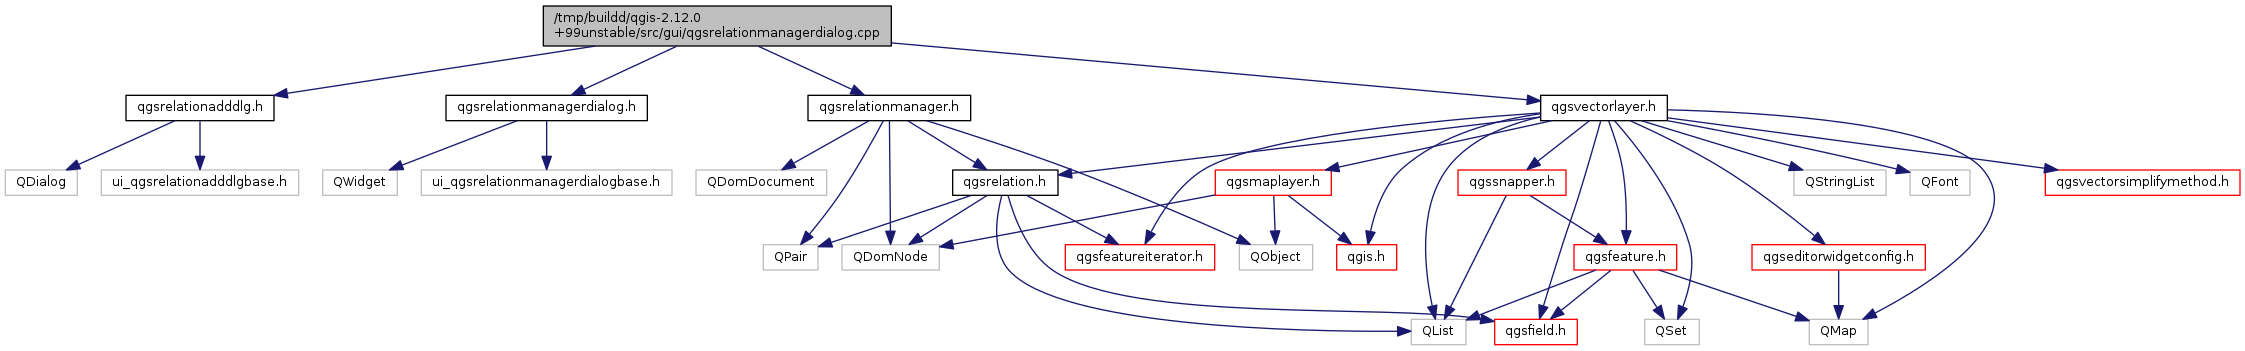 /tmp/buildd/qgis-2.12.0
+99unstable/src/gui/qgsrelationmanagerdialog.cpp
qgsrelationadddlg.h
qgsrelationmanagerdialog.h
qgsrelationmanager.h
qgsvectorlayer.h
QDialog
ui_qgsrelationadddlgbase.h
QWidget
ui_qgsrelationmanagerdialogbase.h
QDomDocument
qgsrelation.h
qgsmaplayer.h
qgssnapper.h
QStringList
QFont
qgsvectorsimplifymethod.h
QPair
QDomNode
qgsfeatureiterator.h
QObject
qgis.h
qgsfeature.h
qgseditorwidgetconfig.h
QList
qgsfield.h
QSet
QMap